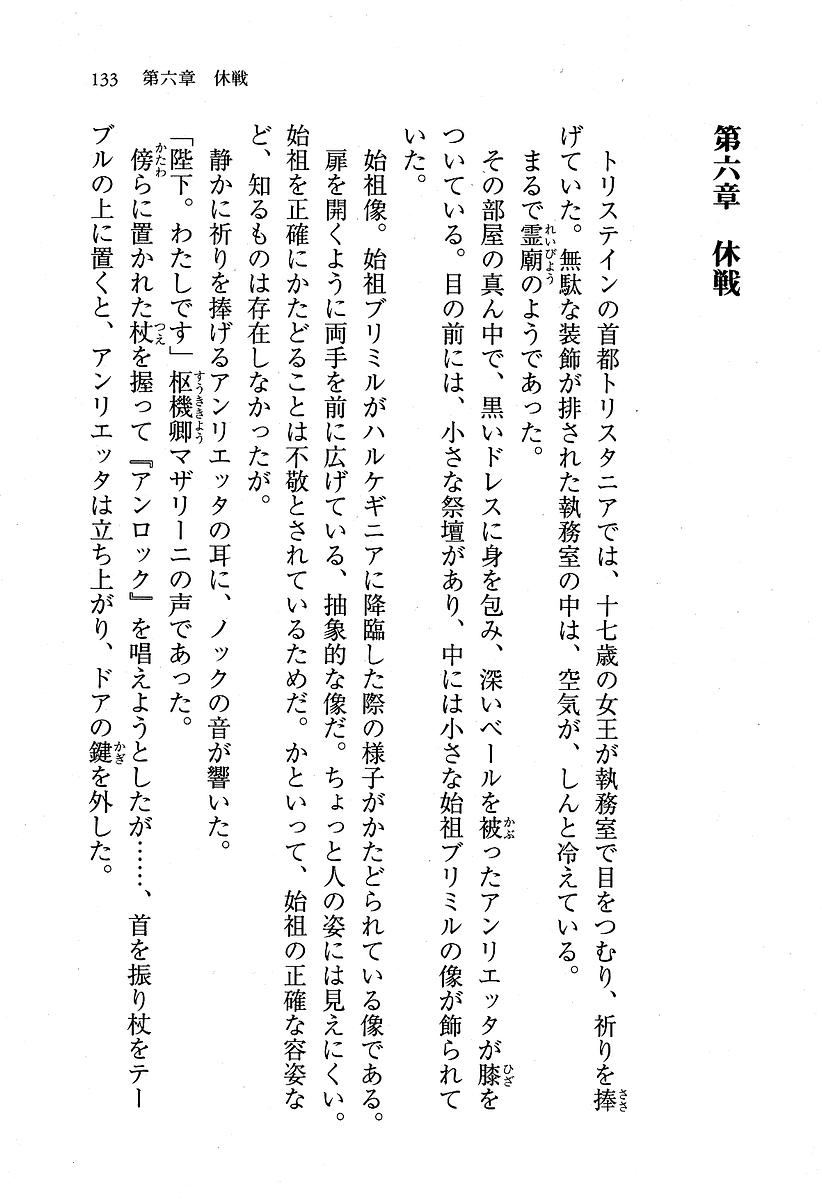 133　第六章　休戦
第六章　休戦
　トリステインの首都トリスタニアでは、十七歳の女王が執務室で目をつむり、祈りを捧
げていた。無駄な装飾が排された執務室の中は、空気が、しんと冷えている。
　まるで霊廟のようであった。
　その部屋の真ん中で、黒いドレスに身を包み、深いベールを被ったアンリエッタが膝を
ついている。目の前には、小さな祭壇があり、中には小さな始祖ブリミルの像が飾られて
いた。
　始祖像。始祖ブリミルがハルケギニアに降臨した際の様子がかたどられている像である。
　扉を開くように両手を前に広げている、抽象的な像だ。ちょっと人の姿には見えにくい。
始祖を正確にかたどることは不敬とされているためだ。かといって、始祖の正確な容姿な
ど、知るものは存在しなかったが。
　静かに祈りを捧げるアンリエッタの耳に、ノックの音が響いた。
「陛下。わたしです」枢機卿マザリーニの声であった。
　傍らに置かれた杖を握って『アンロック』を唱えようとしたが……、首を振り杖をテー
ブルの上に置くと、アンリエッタは立ち上がり、ドアの鍵を外した。